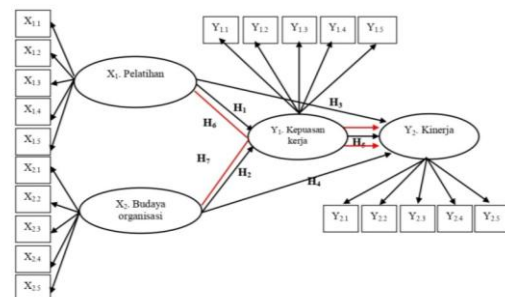 X1.1
X1.2
X1.3
X1.4
X1.5
X2.1
X2.2
X2.3
X2.4
X2.5
X1. Pelatihan
X2. Budaya
organisasi
Y1.1
Y1.2
Y1.3
Y1.4
Y1.5
H1
H6
H7
H2
H3
H4
Y1. Kepuasan
kerja
H5
Y2. Kinerja
Y2.1
Y2.2
Y2.3
Y2.4
Y2.5